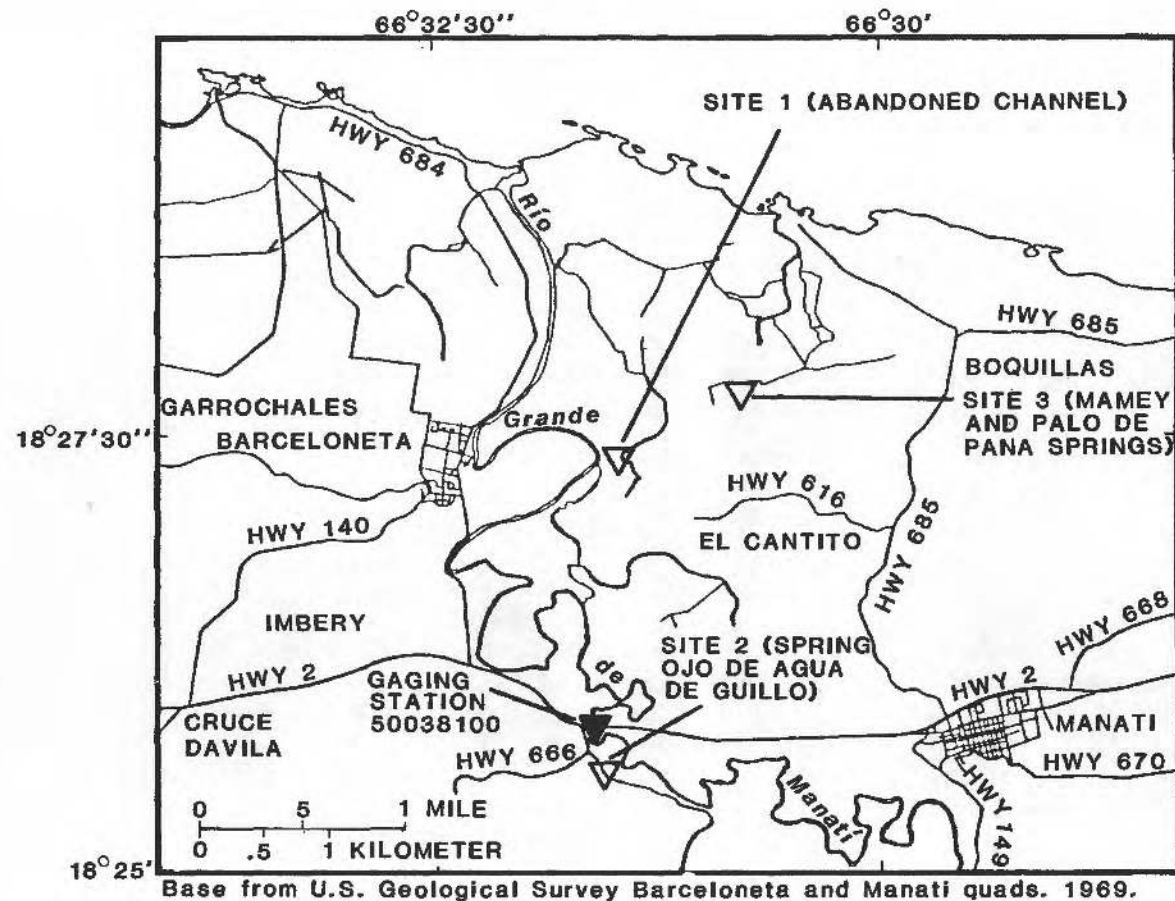 66°32'30''
66°30'
SITE 1 (ABANDONED CHANNEL)
HWY 684
Río
HWY 685
BOQUILLAS
GARROCHALES
SITE 3 (MAMEY
AND PALO DE
PANA SPRINGS)
Grande
BARCELONETA
18°27'30''
HWY 616
HWY 140
EL CANTITO
HWY 685
IMBERY
HWY 668
SITE 2 (SPRING
OJO DE AGUA
DE GUILLO)
de
HWY 2
GAGING
STATION
50038100
HWY 2
CRUCE
DAVILA
MANATI
HWY 666
HWY 670
Manatí
HWY 149
0 5 1 MILE
0 .5 1 KILOMETER
18°25'
Base from U.S. Geological Survey Barceloneta and Manati quads. 1969.